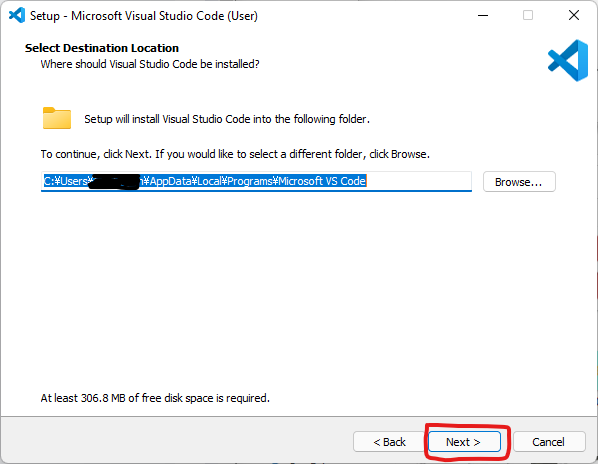 Setup - Microsoft Visual Studio Code (User)
Select Destination Location
Where should Visual Studio Code be installed?
Setup will install Visual Studio Code into the following folder.
To continue, click Next. If you would like to select a different folder, click Browse.
C:¥Users¥ ¥AppData¥Local¥Programs¥Microsoft VS Code
Browse...
At least 306.8 MB of free disk space is required.
< Back
Next >
Cancel